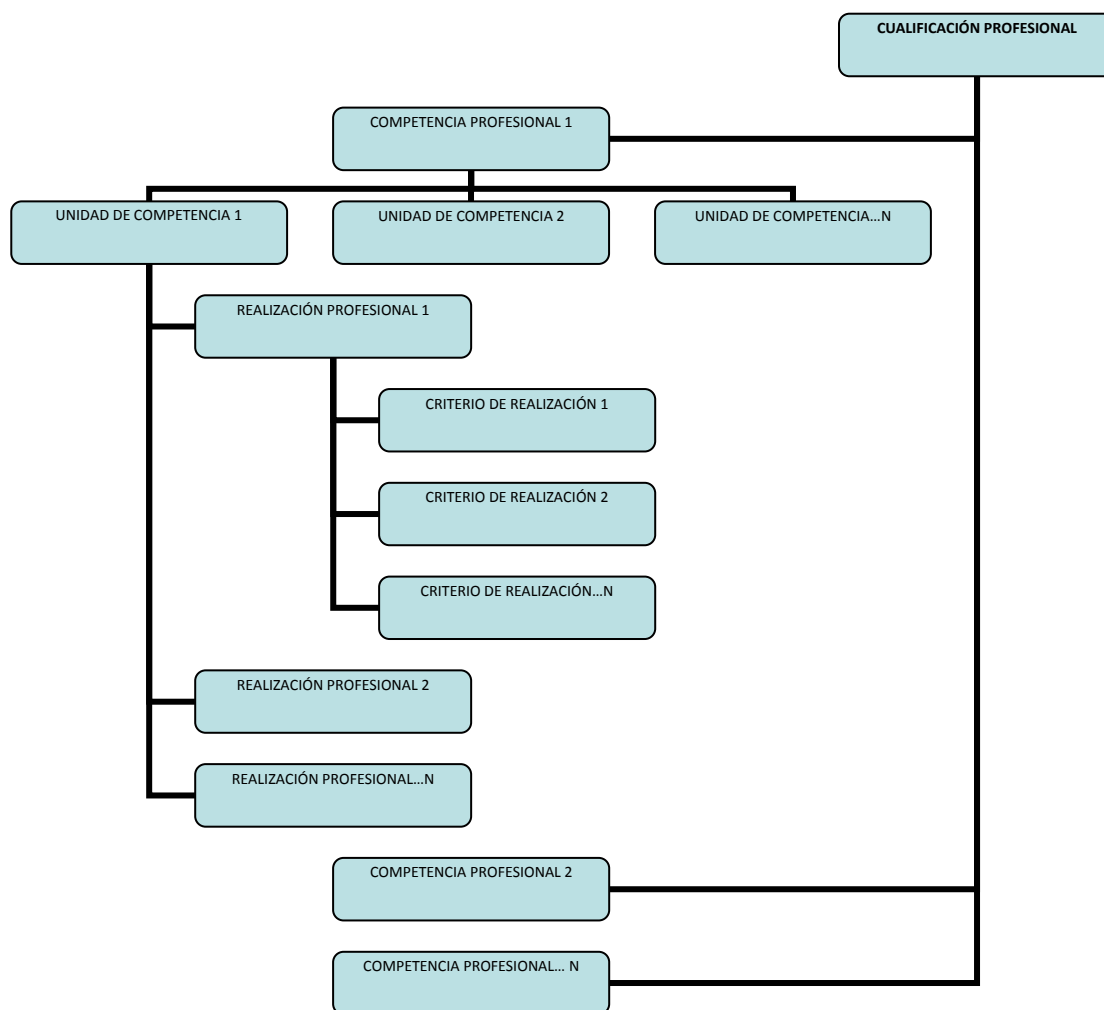 CUALIFICACIÓN PROFESIONAL
COMPETENCIA PROFESIONAL 1
UNIDAD DE COMPETENCIA 1
UNIDAD DE COMPETENCIA 2
UNIDAD DE COMPETENCIA...N
REALIZACIÓN PROFESIONAL 1
CRITERIO DE REALIZACIÓN 1
CRITERIO DE REALIZACIÓN 2
CRITERIO DE REALIZACIÓN...N
REALIZACIÓN PROFESIONAL 2
REALIZACIÓN PROFESIONAL...N
COMPETENCIA PROFESIONAL 2
COMPETENCIA PROFESIONAL... N